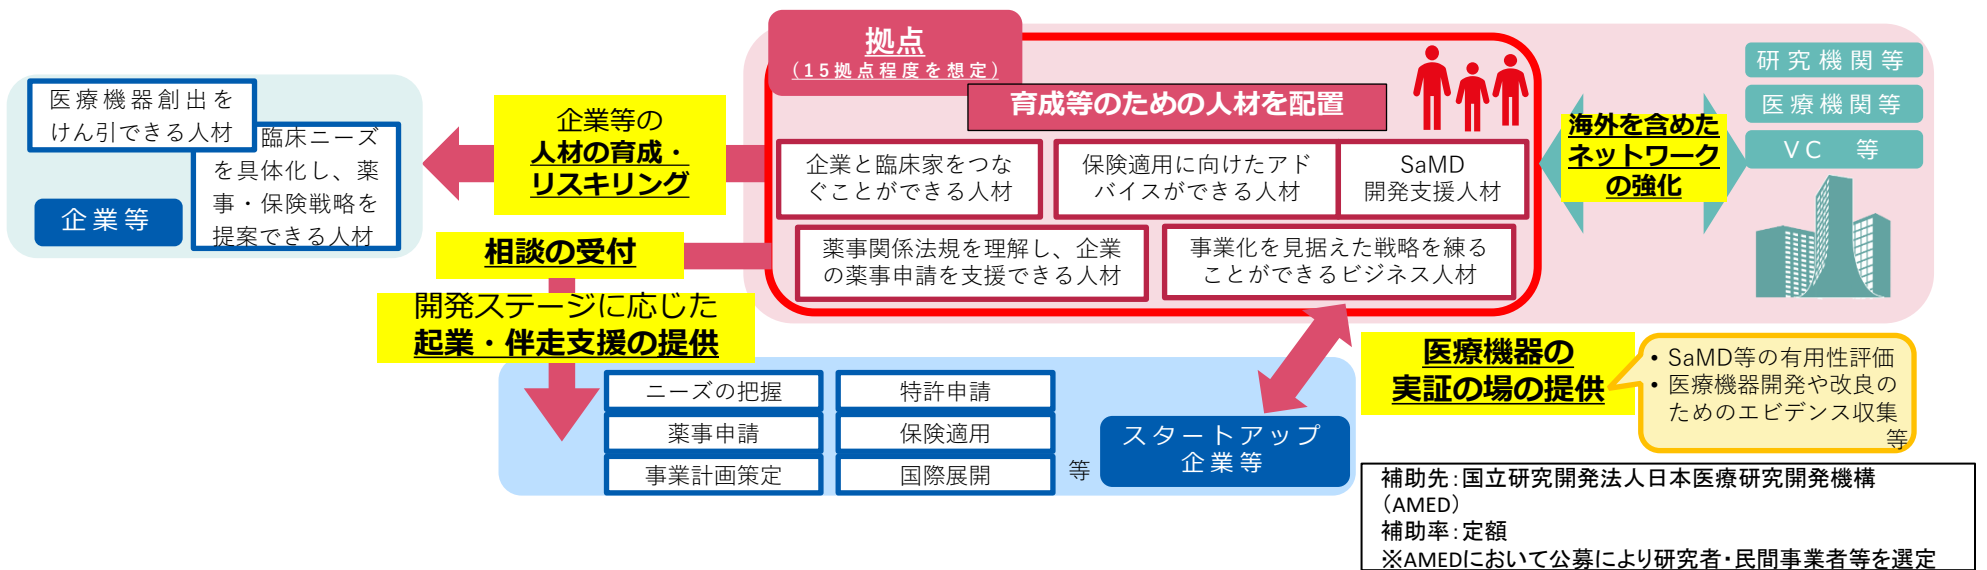 拠点
(15拠点程度を想定)
育成等のための人材を配置
企業と臨床家をつな
ぐことができる人材
保険適用に向けたアド
バイスができる人材
SaMD
開発支援人材
薬事関係法規を理解し、企業
の薬事申請を支援できる人材
事業化を見据えた戦略を練る
ことができるビジネス人材
医療機器創出を
けん引できる人材
臨床ニーズ
を具体化し、薬
事・保険戦略を
提案できる人材
企業等
企業等の
人材の育成・
リスキリング
相談の受付
開発ステージに応じた
起業・伴走支援の提供
海外を含めた
ネットワーク
の強化
研究機関等
医療機関等
VC 等
ニーズの把握
特許申請
薬事申請
保険適用
事業計画策定
国際展開
等
スタートアップ
企業等
医療機器の
実証の場の提供
• SaMD等の有用性評価
• 医療機器開発や改良の
ためのエビデンス収集
等
補助先:国立研究開発法人日本医療研究開発機構
(AMED)
補助率:定額
※AMEDにおいて公募により研究者・民間事業者等を選定